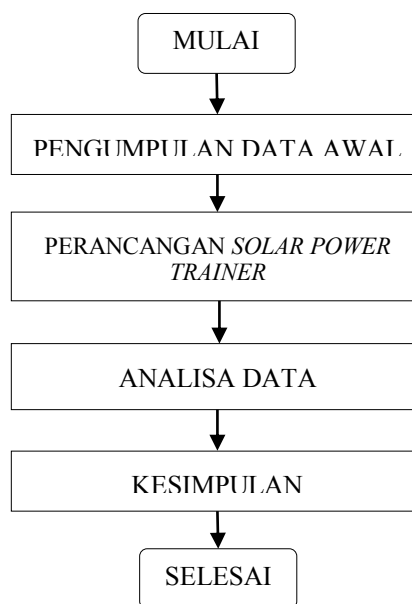 MULAI
PENGUMPULAN DATA AWAL
PERANCANGAN SOLAR POWER
TRAINER
ANALISA DATA
KESIMPULAN
SELESAI